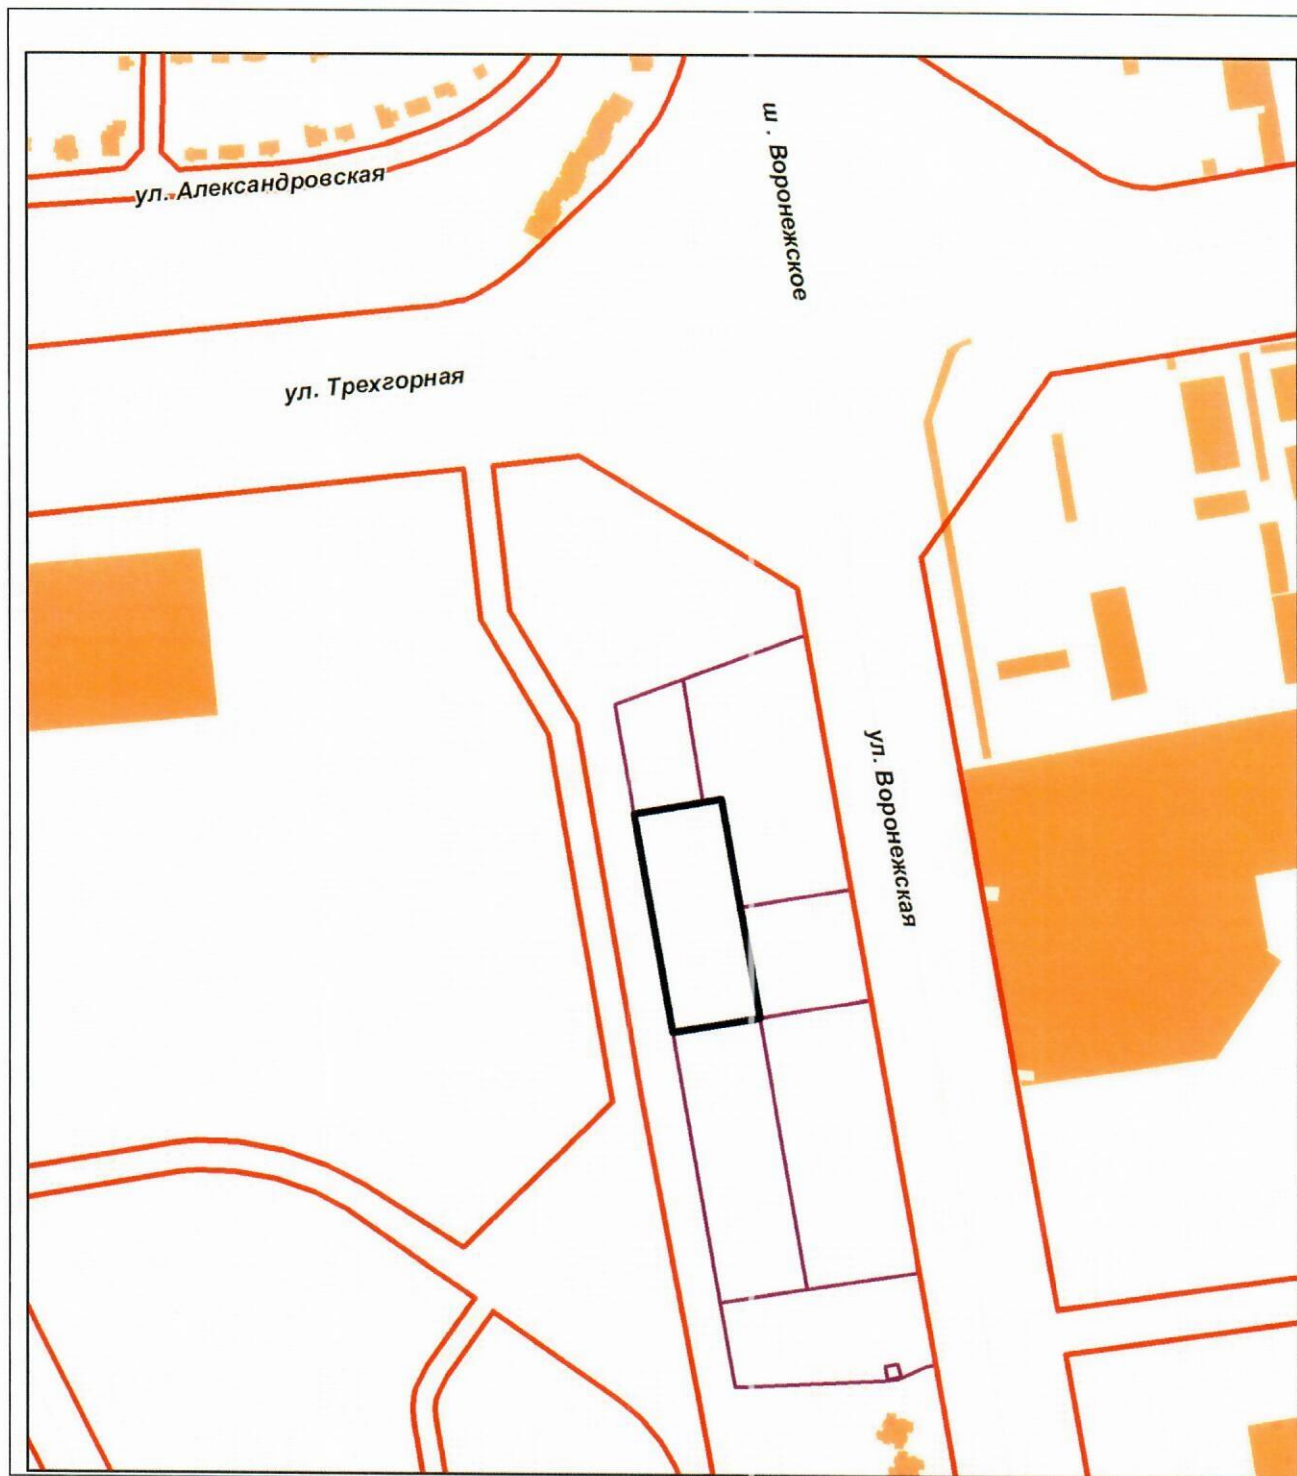 ш . Воронежское
ул. Александровская
ул. Трехгорная
ул. Воронежская